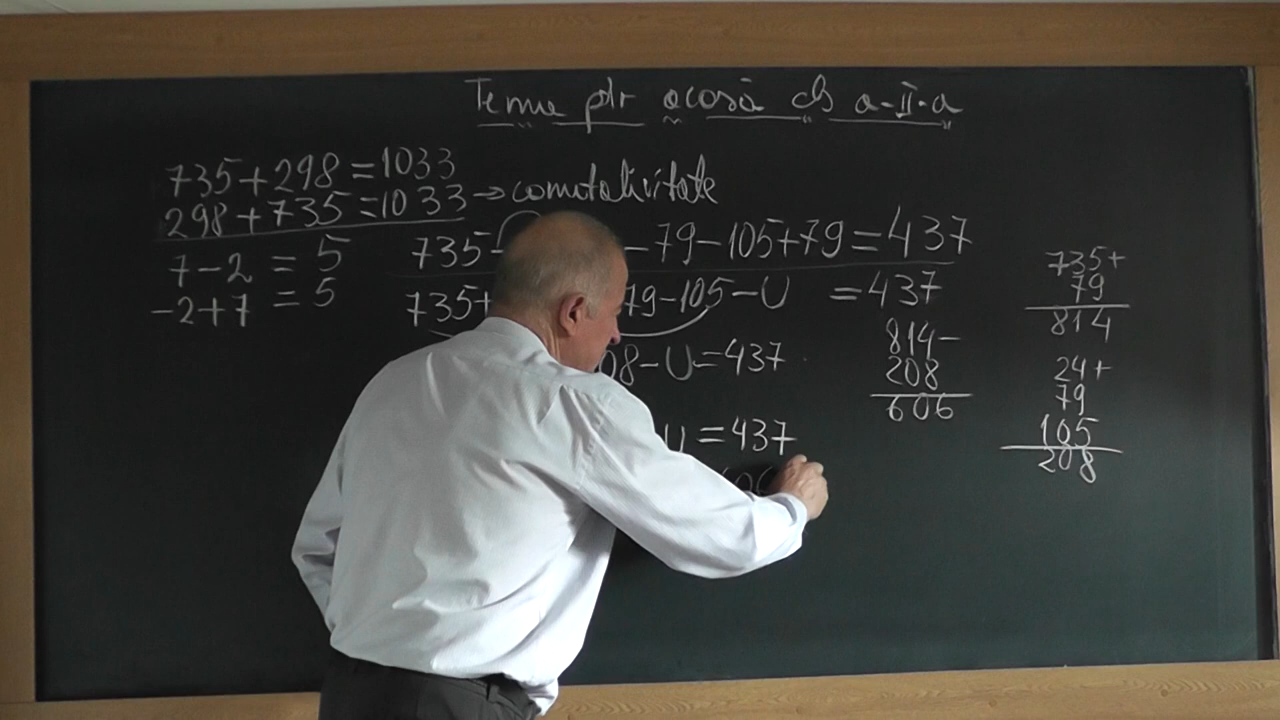 Tema ptr acasă cls a-II-a
735+298=1033
298+735=1033→comutativitate
7-2=5
-2+7=5
735- -79-105+79=437
735+ 79-105-U=437
08-U=437
U=437
735+
79
814
24+
79
105
208
814-
208
606